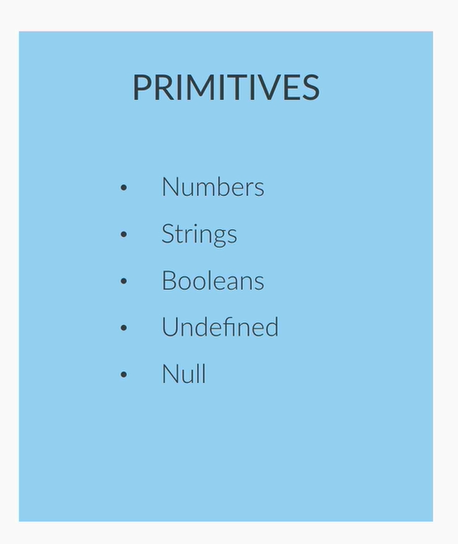 PRIMITIVES
• Numbers
• Strings
• Booleans
• Undefined
• Null